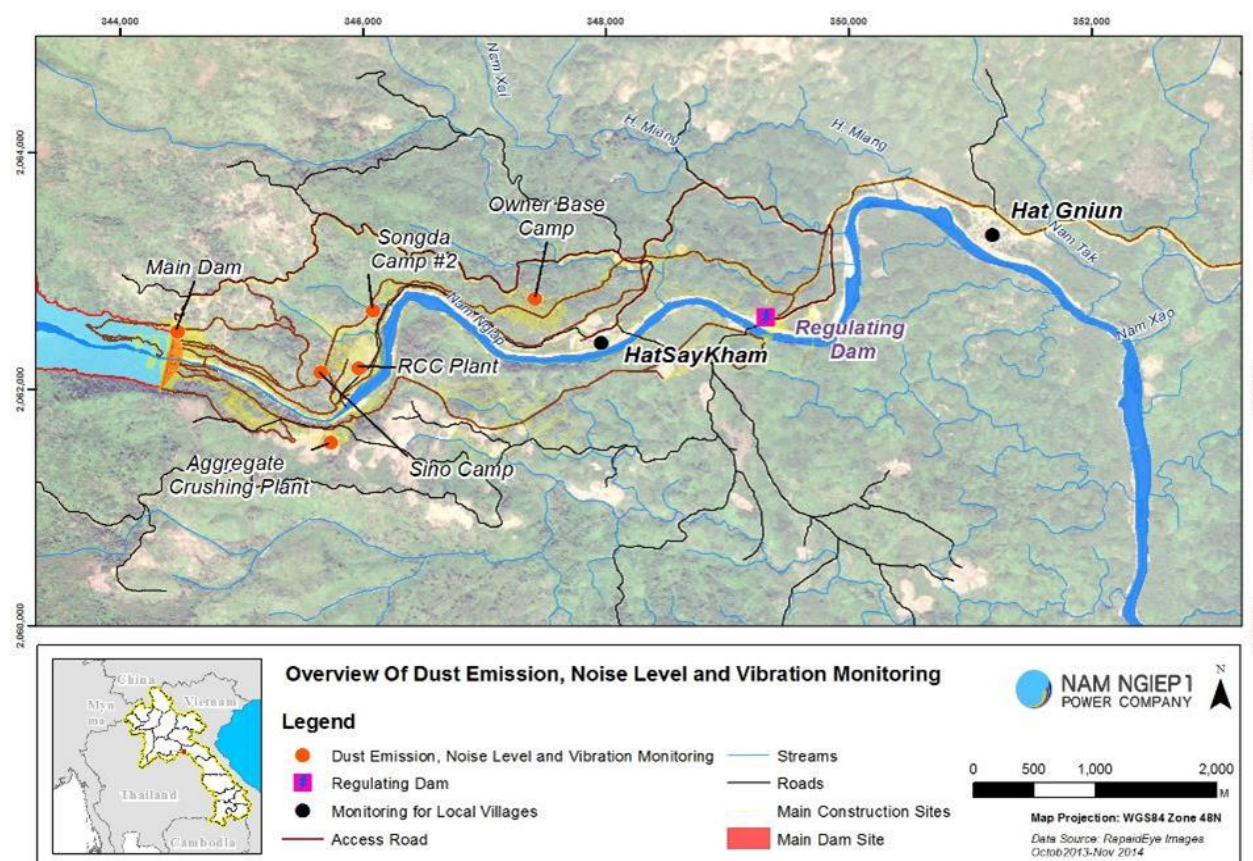 344,000
346,000
348,000
350,000
352,000
2,064,000
2,062,000
2,060,000
Nam Xai
H. Miang
H. Miang
Owner Base
Camp
Hat Gniun
Songda
Camp #2
Nam Tak
Main Dam
Nam Ngiep
Nam Xao
Regulating
Dam
HatSayKham
RCC Plant
Aggregate
Crushing Plant
Sino Camp
Overview Of Dust Emission, Noise Level and Vibration Monitoring
Legend
Dust Emission, Noise Level and Vibration Monitoring
Regulating Dam
Monitoring for Local Villages
Access Road
Streams
Roads
Main Construction Sites
Main Dam Site
China
Myn
ma
Vietnam
Thailand
Cambodia
NAM NGIEP1
POWER COMPANY
N
0 500 1,000 2,000
M
Map Projection: WGS84 Zone 48N
Data Source: RapaidEye Images
Octob2013-Nov 2014